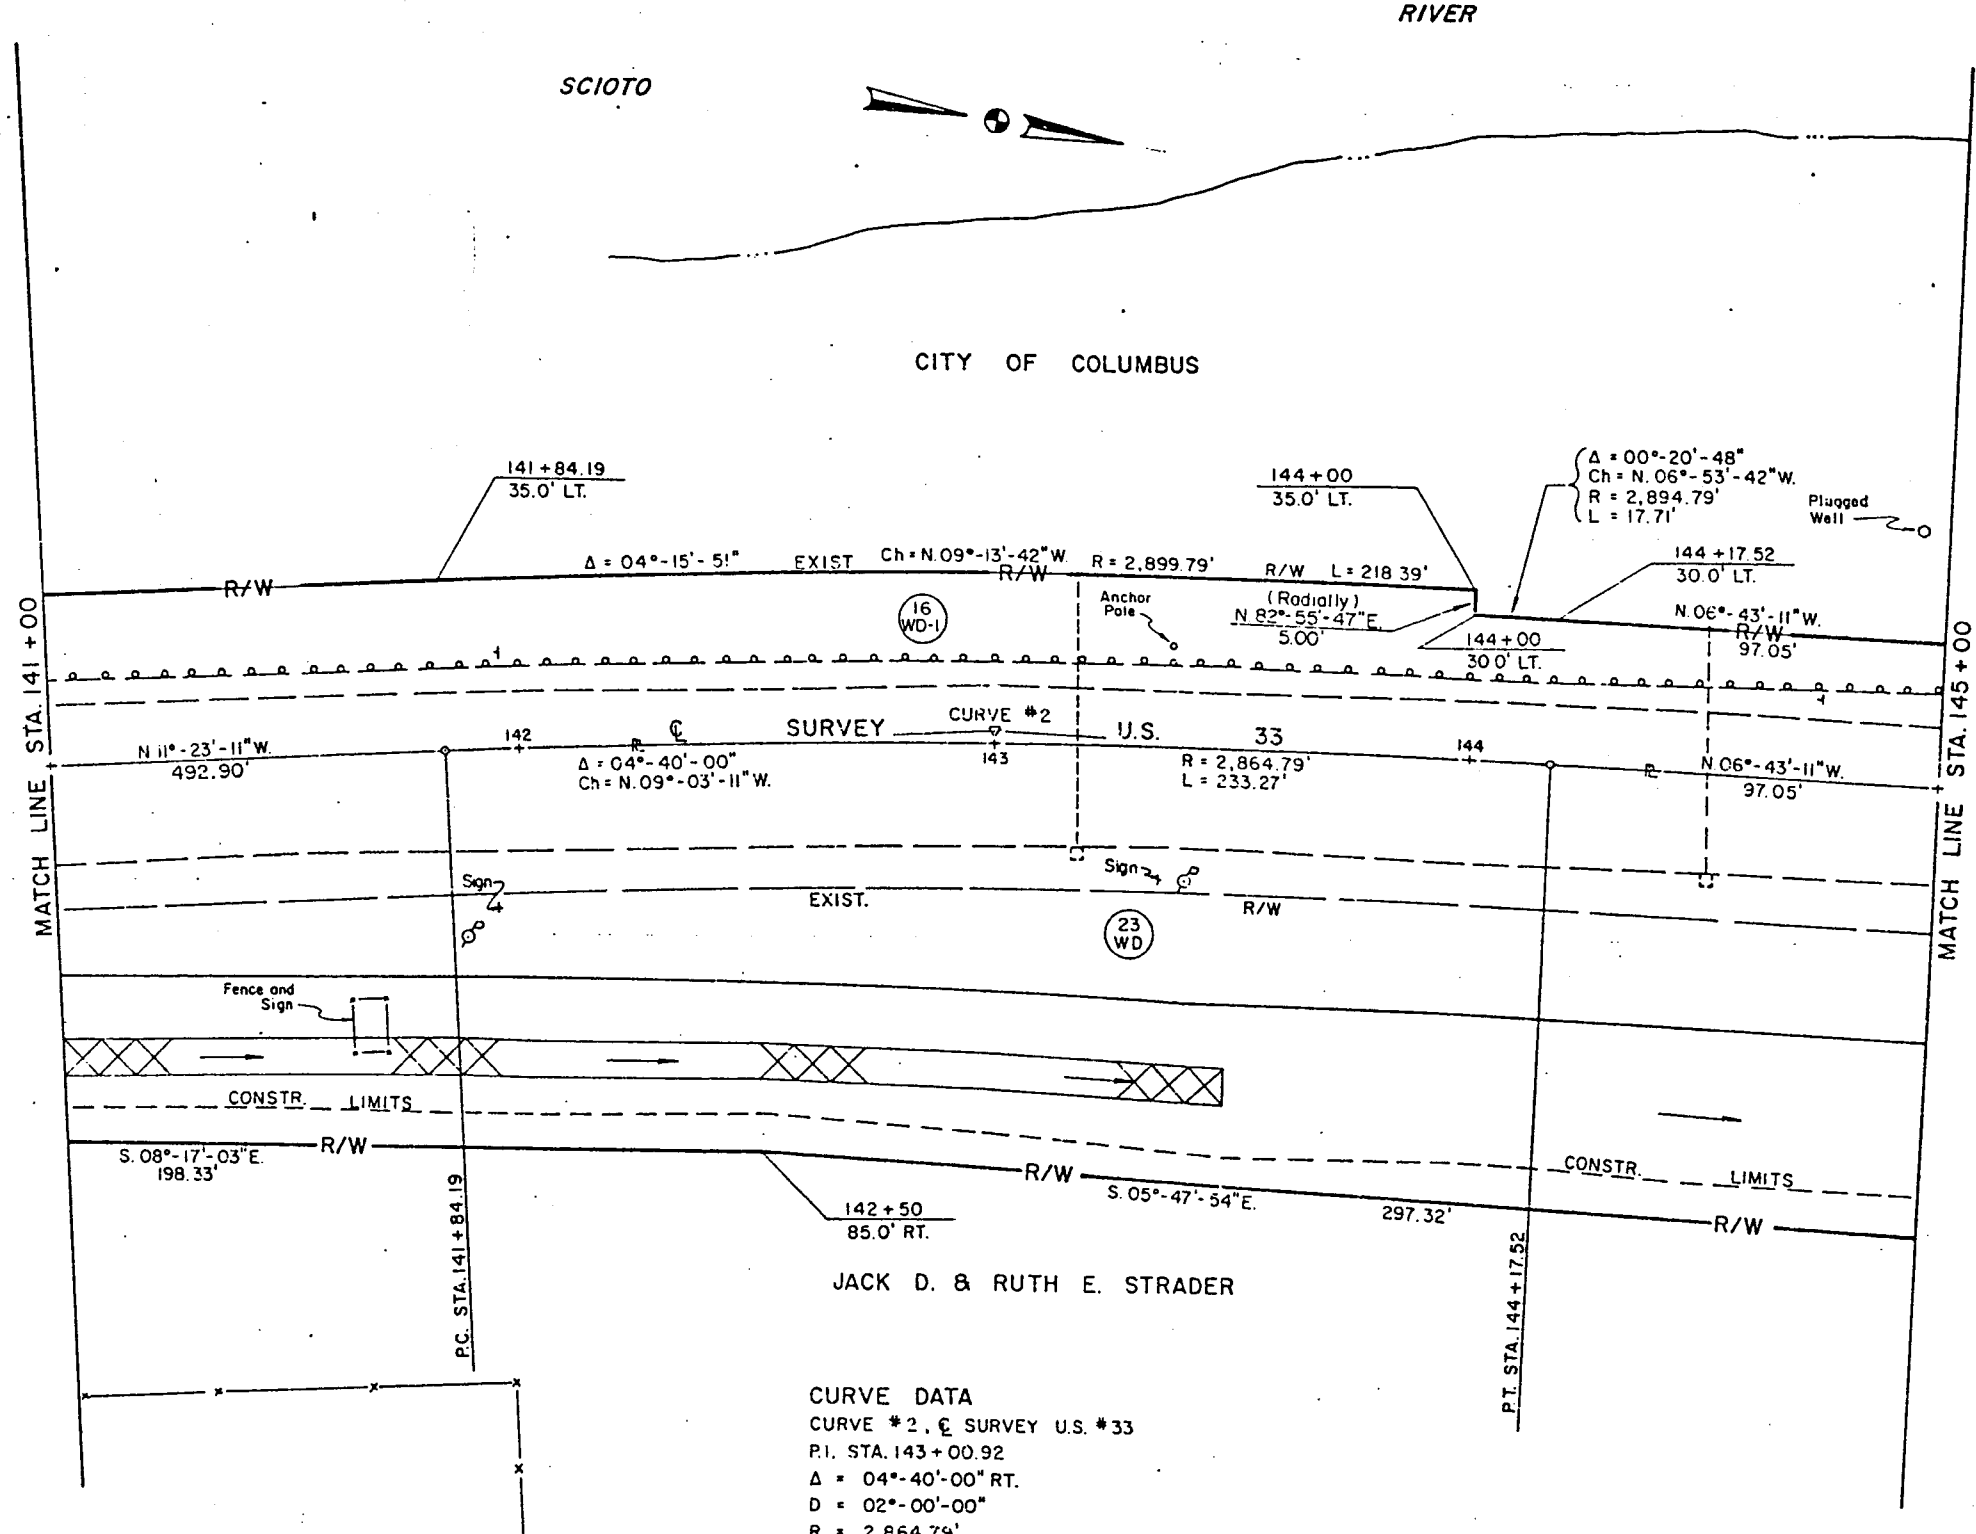 RIVER
SCIOTO
CITY OF COLUMBUS
141+84.19
35.0' LT.
144+00
35.0' LT.
Δ = 00°-20'-48"
Ch = N. 06°-53'-42"W.
R = 2,894.79'
L = 17.71'
Plugged
Well
144+17.52
30.0' LT.
R/W
Δ = 04°-15'-51"
EXIST
Ch = N. 09°-13'-42"W.
R/W
R = 2,899.79'
R/W
L = 218.39'
16
WD-1
Anchor
Pole
(Radially)
N. 82°-55'-47"E.
5.00'
144+00
30.0' LT.
N. 06°-43'-11"W.
R/W
97.05'
MATCH LINE STA. 141+00
N 11°-23'-11"W.
492.90'
142
℄ SURVEY
CURVE #2
U.S. 33
143
144
Δ = 04°-40'-00"
Ch = N. 09°-03'-11"W.
R = 2,864.79'
L = 233.27'
N. 06°-43'-11"W.
97.05'
MATCH LINE STA. 145+00
Sign
Sign
EXIST.
R/W
23
WD
Fence and
Sign
CONSTR. LIMITS
R/W
S. 08°-17'-03"E.
198.33'
R/W
S. 05°-47'-54"E.
297.32'
CONSTR. LIMITS
R/W
142+50
85.0' RT.
P.C. STA. 141+84.19
P.T. STA. 144+17.52
JACK D. & RUTH E. STRADER
CURVE DATA
CURVE #2, ℄ SURVEY U.S. #33
P.I. STA. 143+00.92
Δ = 04°-40'-00" RT.
D = 02°-00'-00"
R = 2,864.79'